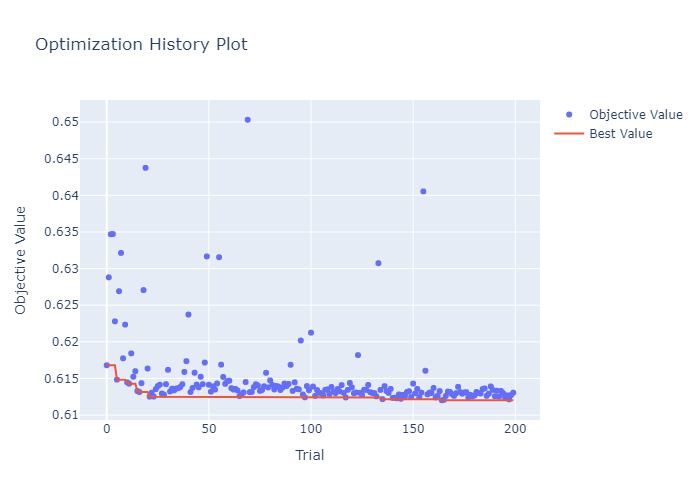 Optimization History Plot
Objective Value
Best Value
0.65
0.645
0.64
0.635
0.63
0.625
0.62
0.615
0.61
Objective Value
0
50
100
150
200
Trial